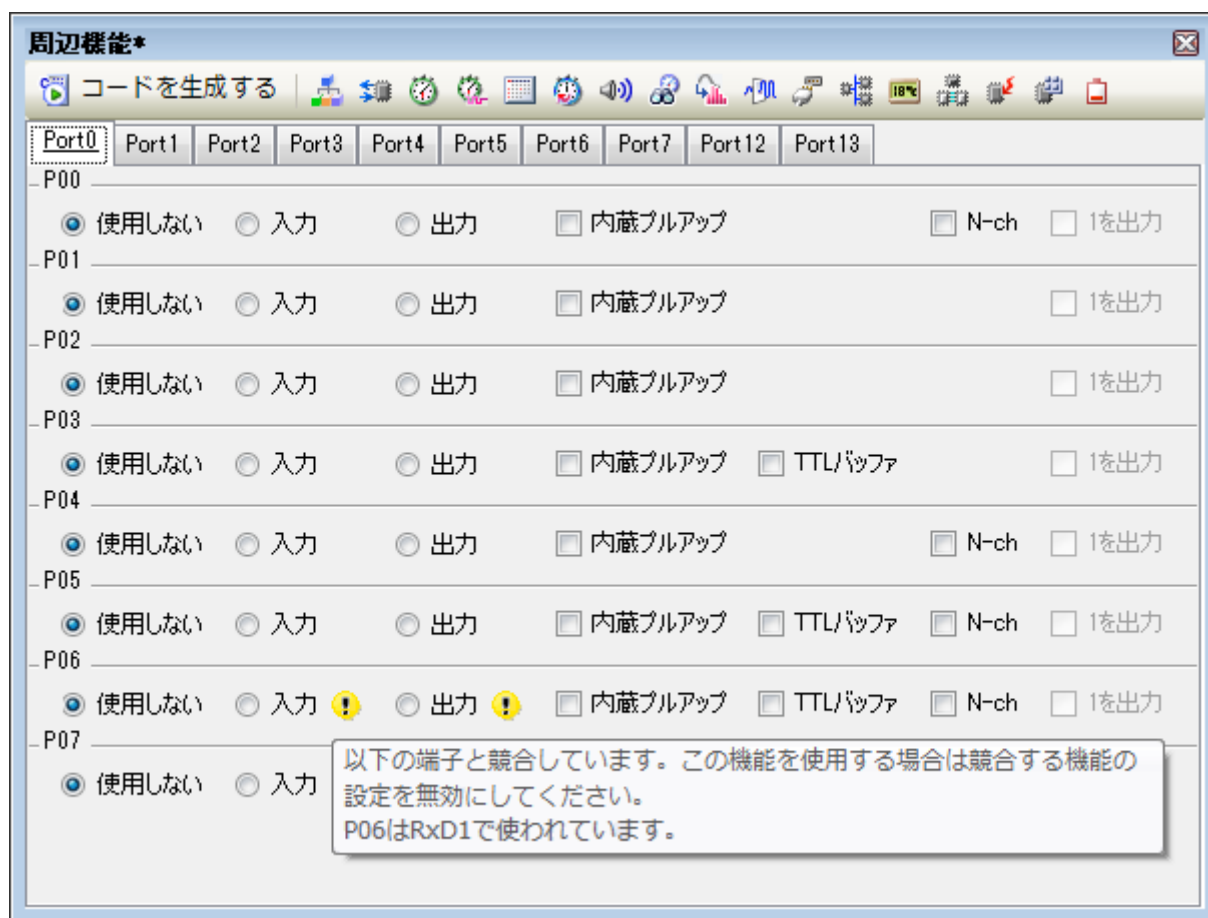 周辺機能*
コードを生成する
Port0 Port1 Port2 Port3 Port4 Port5 Port6 Port7 Port12 Port13
P00
使用しない 入力 出力 内蔵プルアップ N-ch 1を出力
P01
使用しない 入力 出力 内蔵プルアップ 1を出力
P02
使用しない 入力 出力 内蔵プルアップ 1を出力
P03
使用しない 入力 出力 内蔵プルアップ TTLバッファ 1を出力
P04
使用しない 入力 出力 内蔵プルアップ N-ch 1を出力
P05
使用しない 入力 出力 内蔵プルアップ TTLバッファ N-ch 1を出力
P06
使用しない 入力 出力 内蔵プルアップ TTLバッファ N-ch 1を出力
P07
使用しない 入力
以下の端子と競合しています。この機能を使用する場合は競合する機能の
設定を無効にしてください。
P06はRxD1で使われています。